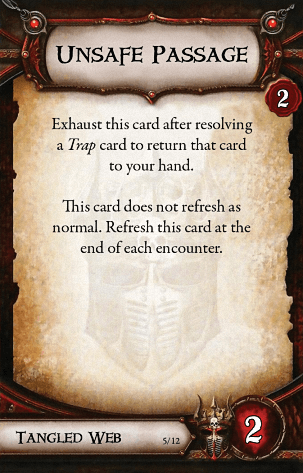 Unsafe Passage
2
Exhaust this card after resolving
a Trap card to return that card
to your hand.
This card does not refresh as
normal. Refresh this card at the
end of each encounter.
Tangled Web
5/12
2